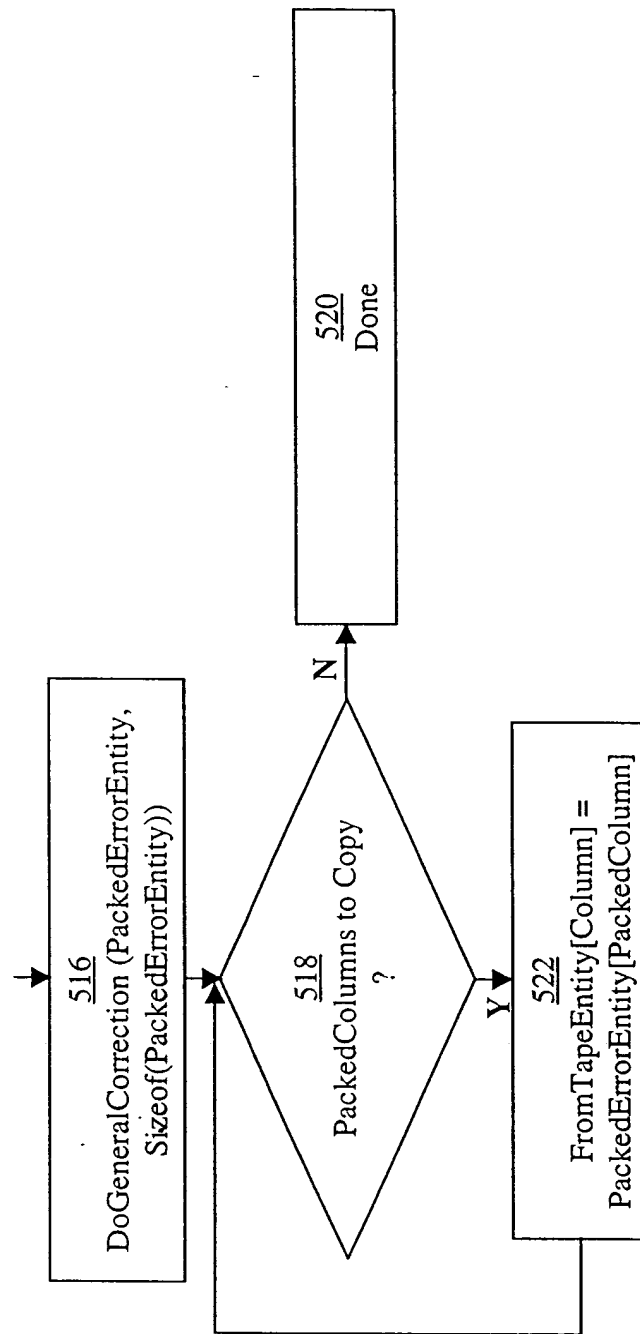 516
DoGeneralCorrection (PackedErrorEntity,
Sizeof(PackedErrorEntity))
518
PackedColumns to Copy
?
N
520
Done
Y
522
FromTapeEntity[Column] =
PackedErrorEntity[PackedColumn]